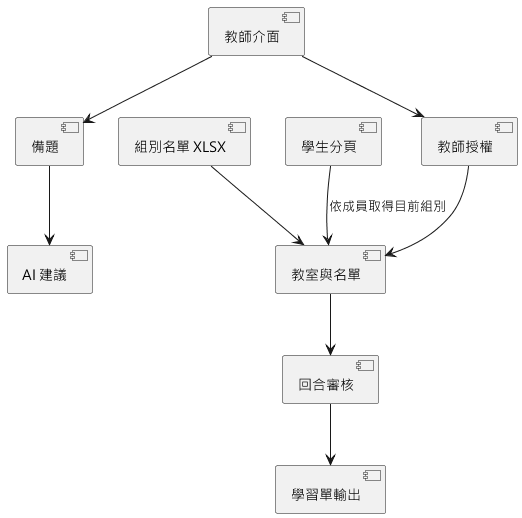 教師介面
備題
組別名單 XLSX
學生分頁
教師授權
依成員取得目前組別
AI 建議
教室與名單
回合審核
學習單輸出